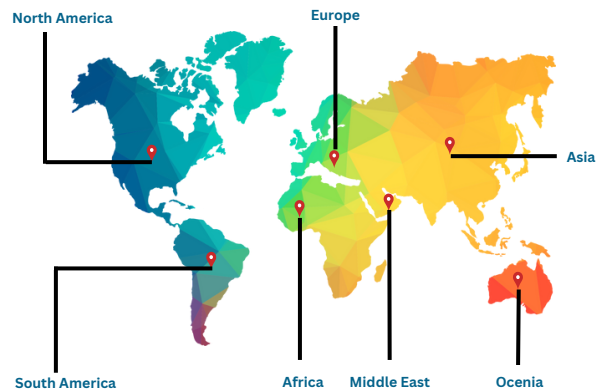 Europe
North America
Asia
South America
Africa
Middle East
Ocenia